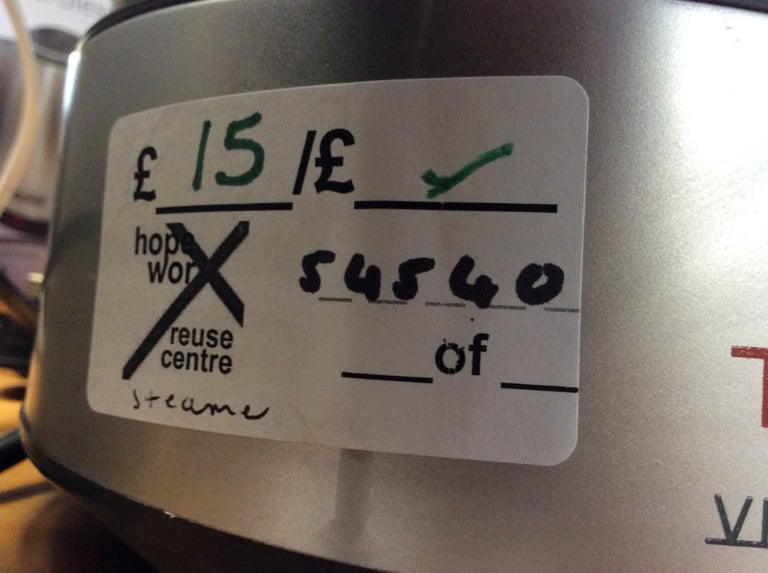 £ 15 /£ ✓
hope
wor
54540
reuse
centre
of
steame